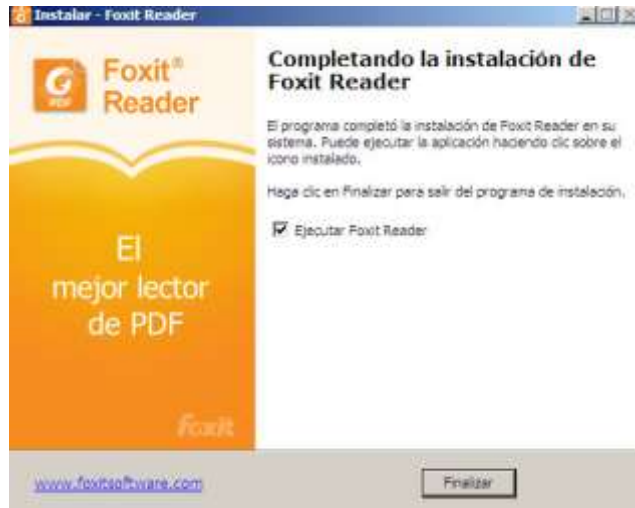 Instalar - Foxit Reader
Foxit®
Reader
PDF
El
mejor lector
de PDF
foxit
Completando la instalación de
Foxit Reader
El programa completó la instalación de Foxit Reader en su
sistema. Puede ejecutar la aplicación haciendo clic sobre el
icono instalado.
Haga clic en Finalizar para salir del programa de instalación.
Ejecutar Foxit Reader
www.foxitsoftware.com
Finalizar